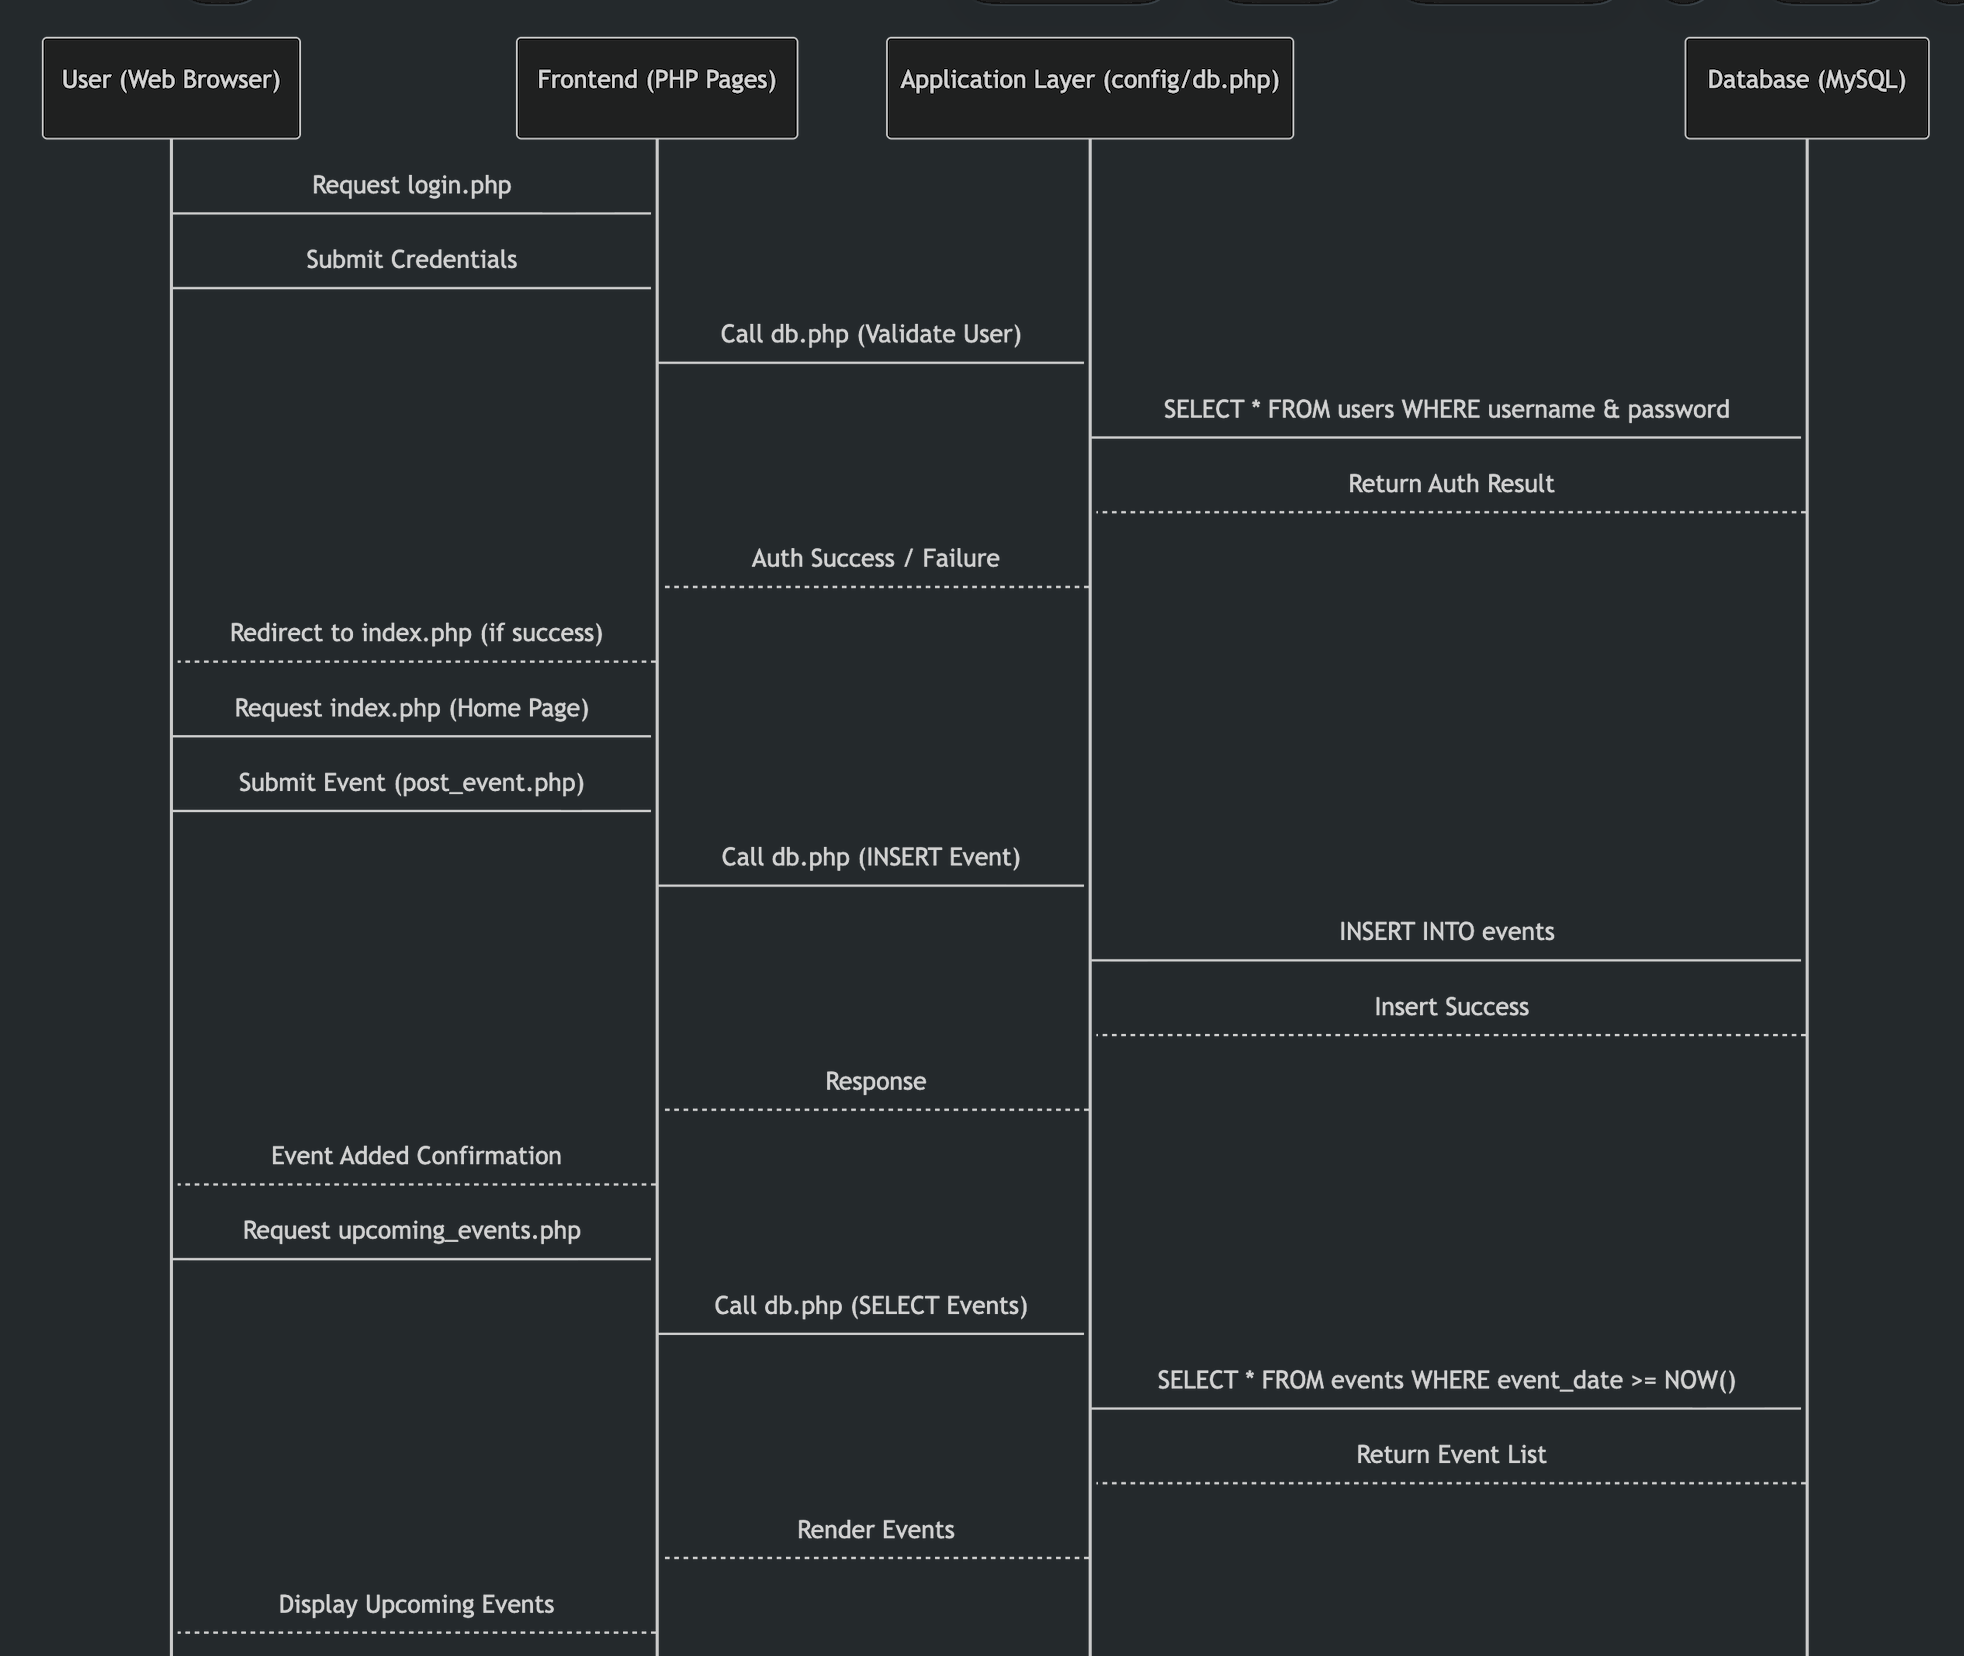 User (Web Browser)
Frontend (PHP Pages)
Application Layer (config/db.php)
Database (MySQL)
Request login.php
Submit Credentials
Call db.php (Validate User)
SELECT * FROM users WHERE username & password
Return Auth Result
Auth Success / Failure
Redirect to index.php (if success)
Request index.php (Home Page)
Submit Event (post_event.php)
Call db.php (INSERT Event)
INSERT INTO events
Insert Success
Response
Event Added Confirmation
Request upcoming_events.php
Call db.php (SELECT Events)
SELECT * FROM events WHERE event_date >= NOW()
Return Event List
Render Events
Display Upcoming Events